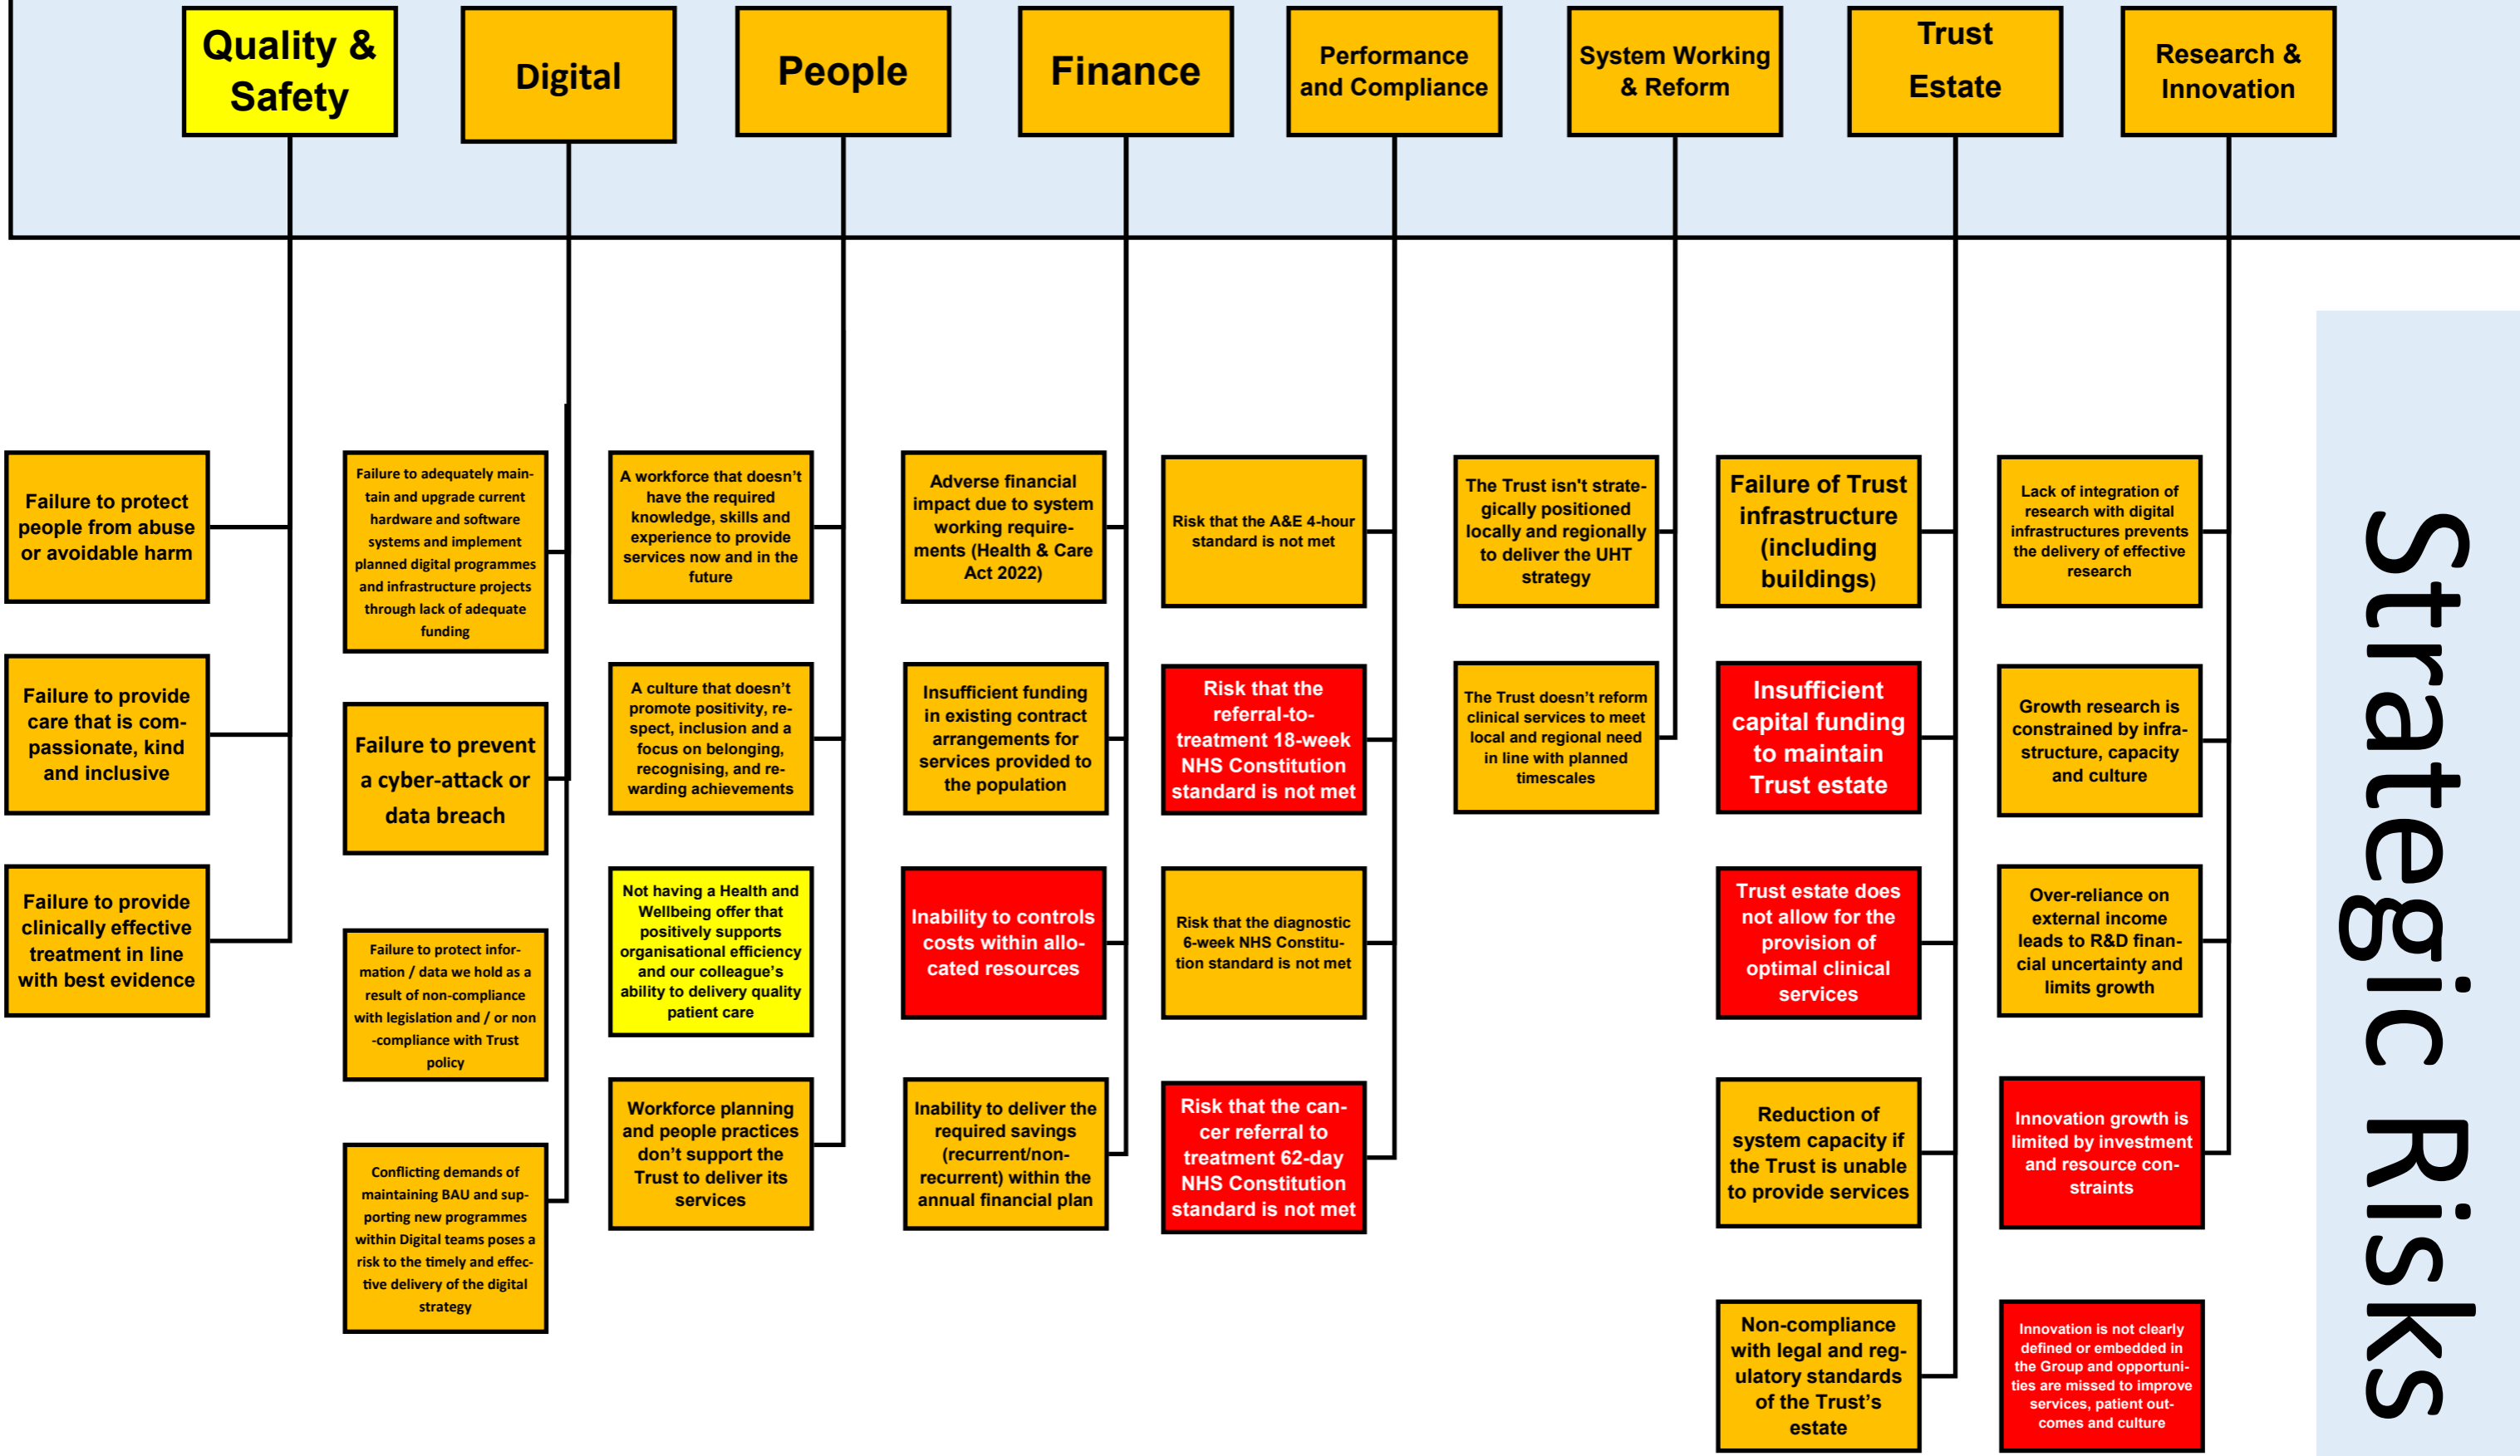 Quality &
Safety
Digital
People
Finance
Performance
and Compliance
System Working
& Reform
Trust
Estate
Research &
Innovation
Failure to protect
people from abuse
or avoidable harm
Failure to provide
care that is com-
passionate, kind
and inclusive
Failure to provide
clinically effective
treatment in line
with best evidence
Failure to adequately main-
tain and upgrade current
hardware and software
systems and implement
planned digital programmes
and infrastructure projects
through lack of adequate
funding
Failure to prevent
a cyber-attack or
data breach
Failure to protect infor-
mation / data we hold as a
result of non-compliance
with legislation and / or non
-compliance with Trust
policy
Conflicting demands of
maintaining BAU and sup-
porting new programmes
within Digital teams poses a
risk to the timely and effec-
tive delivery of the digital
strategy
A workforce that doesn’t
have the required
knowledge, skills and
experience to provide
services now and in the
future
A culture that doesn’t
promote positivity, re-
spect, inclusion and a
focus on belonging,
recognising, and re-
warding achievements
Not having a Health and
Wellbeing offer that
positively supports
organisational efficiency
and our colleague’s
ability to delivery quality
patient care
Workforce planning
and people practices
don’t support the
Trust to deliver its
services
Adverse financial
impact due to system
working require-
ments (Health & Care
Act 2022)
Insufficient funding
in existing contract
arrangements for
services provided to
the population
Inability to controls
costs within allo-
cated resources
Inability to deliver the
required savings
(recurrent/non-
recurrent) within the
annual financial plan
Risk that the A&E 4-hour
standard is not met
Risk that the
referral-to-
treatment 18-week
NHS Constitution
standard is not met
Risk that the diagnostic
6-week NHS Constitu-
tion standard is not met
Risk that the can-
cer referral to
treatment 62-day
NHS Constitution
standard is not met
The Trust isn't strate-
gically positioned
locally and regionally
to deliver the UHT
strategy
The Trust doesn’t reform
clinical services to meet
local and regional need
in line with planned
timescales
Failure of Trust
infrastructure
(including
buildings)
Insufficient
capital funding
to maintain
Trust estate
Trust estate does
not allow for the
provision of
optimal clinical
services
Reduction of
system capacity if
the Trust is unable
to provide services
Non-compliance
with legal and reg-
ulatory standards
of the Trust’s
estate
Lack of integration of
research with digital
infrastructures prevents
the delivery of effective
research
Growth research is
constrained by infra-
structure, capacity
and culture
Over-reliance on
external income
leads to R&D finan-
cial uncertainty and
limits growth
Innovation growth is
limited by investment
and resource con-
straints
Innovation is not clearly
defined or embedded in
the Group and opportuni-
ties are missed to improve
services, patient out-
comes and culture
Strategic Risks